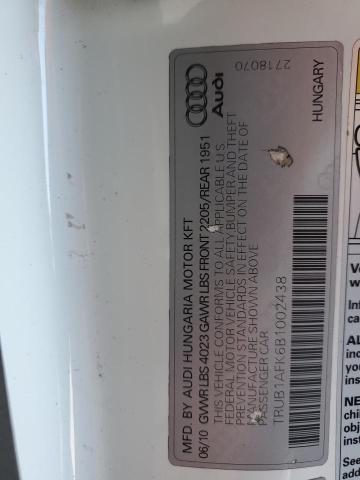 MFD. BY AUDI HUNGARIA MOTOR KFT
06/10 GVWR LBS 4023 GAWR LBS FRONT 2205/REAR 1951
THIS VEHICLE CONFORMS TO ALL APPLICABLE U.S.
FEDERAL MOTOR VEHICLE SAFETY BUMPER AND THEFT
PREVENTION STANDARDS IN EFFECT ON THE DATE OF
MANUFACTURE SHOWN ABOVE
PASSENGER CAR
TRUB1AFK6B1002438
2718070
Audi
HUNGARY